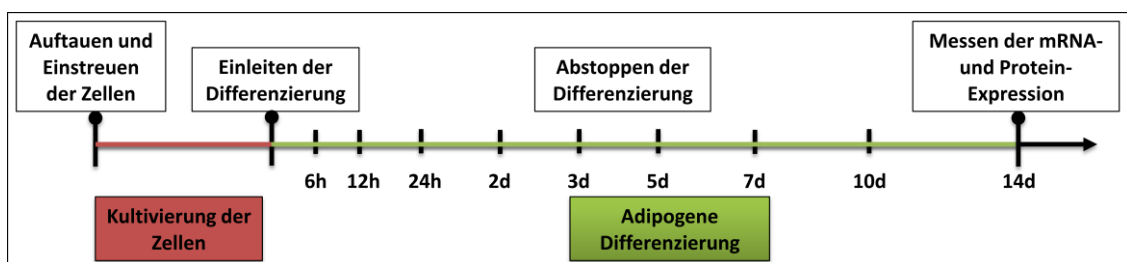 Auftauen und
Einstreuen
der Zellen
Einleiten der
Differenzierung
Abstoppen der
Differenzierung
Messen der mRNA-
und Protein-
Expression
6h 12h 24h 2d 3d 5d 7d 10d 14d
Kultivierung der
Zellen
Adipogene
Differenzierung